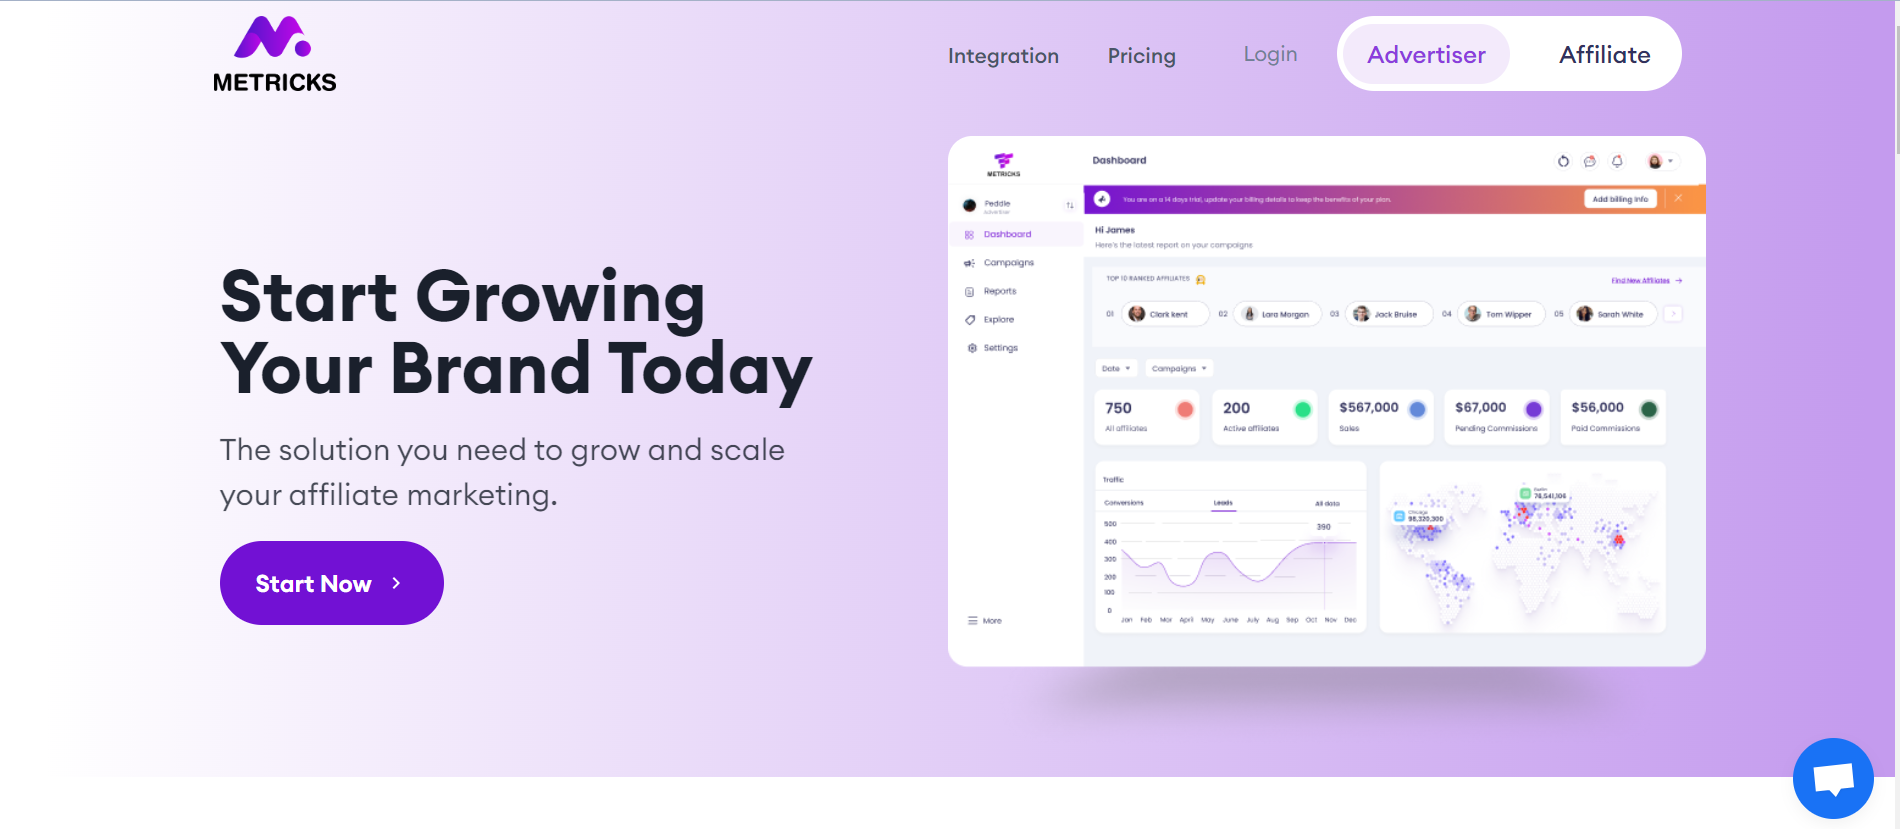 METRICKS
Integration
Pricing
Login
Advertiser
Affiliate
Start Growing
Your Brand Today
The solution you need to grow and scale
your affiliate marketing.
Start Now
METRICKS
Dashboard
Peddle
Advertiser
You are on a 14 days trial, update your billing details to keep the benefits of your plan.
Add billing info
Dashboard
Campaigns
Reports
Explore
Settings
More
Hi James
Here's the latest report on your campaigns
TOP 10 RANKED AFFILIATES
Find New Affiliates
01 Clark kent
02 Lara Morgan
03 Jack Bruise
04 Tom Wipper
05 Sarah White
Date
Campaigns
750
All affiliates
200
Active affiliates
$567,000
Sales
$67,000
Pending Commissions
$56,000
Paid Commissions
Traffic
Conversions
Leads
All data
390
500
400
300
200
100
0
Jan Feb Mar April May June July Aug Sep Oct Nov Dec
76,541,106
Chicago
98,320,300